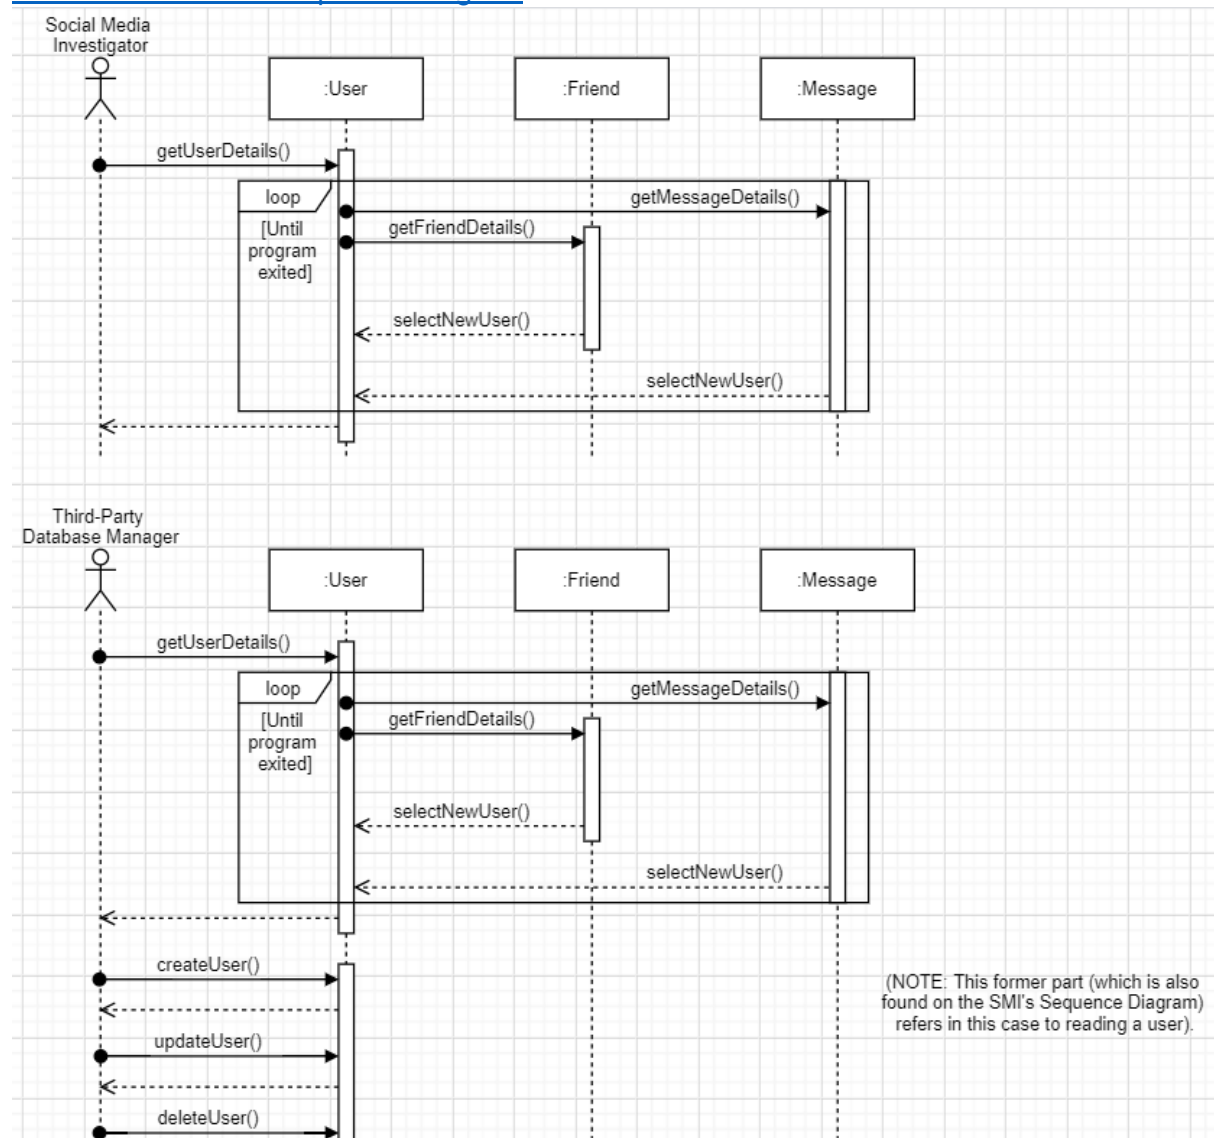 Social Media
Investigator
:User
:Friend
:Message
getUserDetails()
loop
getMessageDetails()
[Until
program
exited]
getFriendDetails()
selectNewUser()
selectNewUser()
Third-Party
Database Manager
:User
:Friend
:Message
getUserDetails()
loop
getMessageDetails()
[Until
program
exited]
getFriendDetails()
selectNewUser()
selectNewUser()
createUser()
(NOTE: This former part (which is also
found on the SMI's Sequence Diagram)
refers in this case to reading a user).
updateUser()
deleteUser()